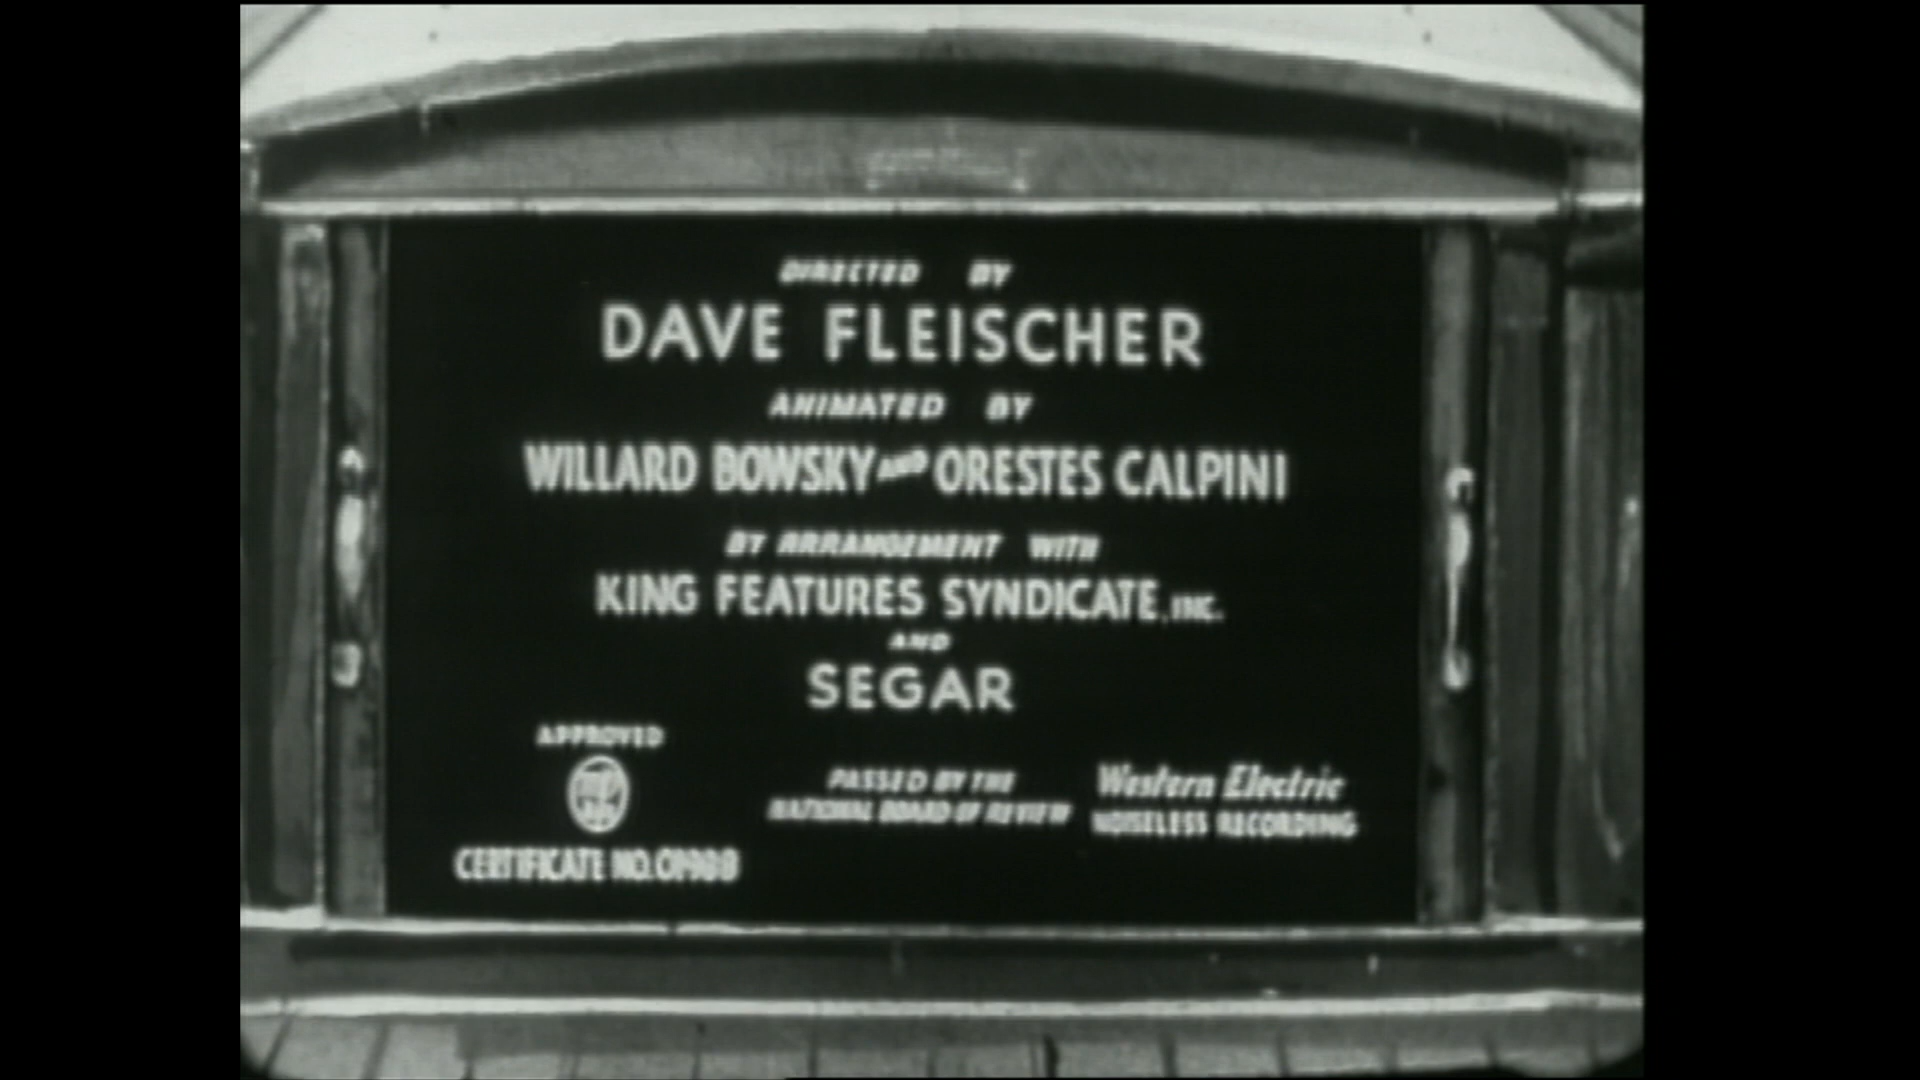 DIRECTED BY
DAVE FLEISCHER
ANIMATED BY
WILLARD BOWSKY AND ORESTES CALPINI
BY ARRANGEMENT WITH
KING FEATURES SYNDICATE, INC.
AND
SEGAR
APPROVED
CERTIFICATE NO.
PASSED BY THE
NATIONAL BOARD OF REVIEW
Western Electric
NOISELESS RECORDING